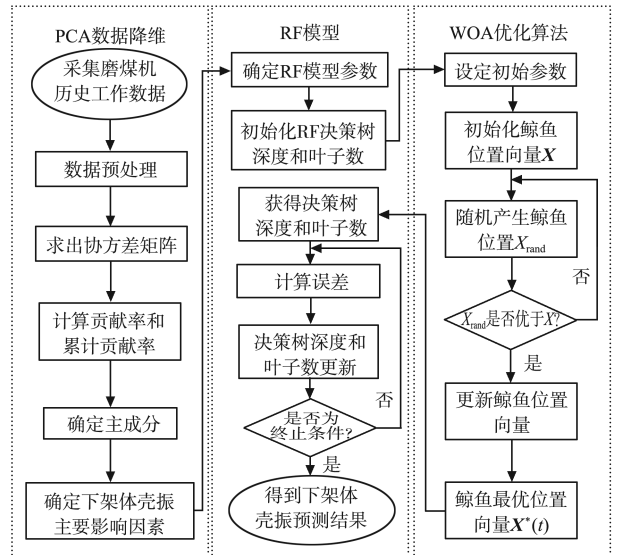 PCA数据降维
采集磨煤机
历史工作数据
数据预处理
求出协方差矩阵
计算贡献率和
累计贡献率
确定主成分
确定下架体壳振
主要影响因素
RF模型
确定RF模型参数
初始化RF决策树
深度和叶子数
获得决策树
深度和叶子数
计算误差
决策树深度和
叶子数更新
是否为
终止条件?
否
是
得到下架体
壳振预测结果
WOA优化算法
设定初始参数
初始化鲸鱼
位置向量X
随机产生鲸鱼
位置Xrand
否
Xrand是否优于X?
是
更新鲸鱼位置
向量
鲸鱼最优位置
向量X*(t)